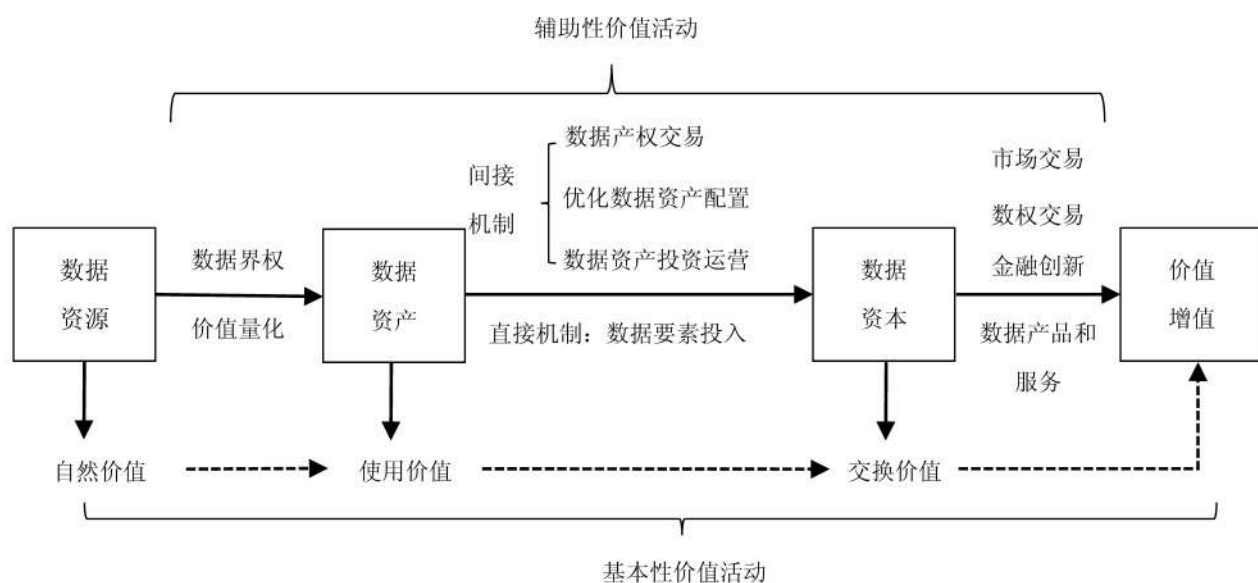 辅助性价值活动
数据产权交易
间接
机制
优化数据资产配置
数据资产投资运营
市场交易
数权交易
金融创新
数据
资源
数据界权
价值量化
数据
资产
直接机制：数据要素投入
数据
资本
数据产品和
服务
价值
增值
自然价值
使用价值
交换价值
基本性价值活动